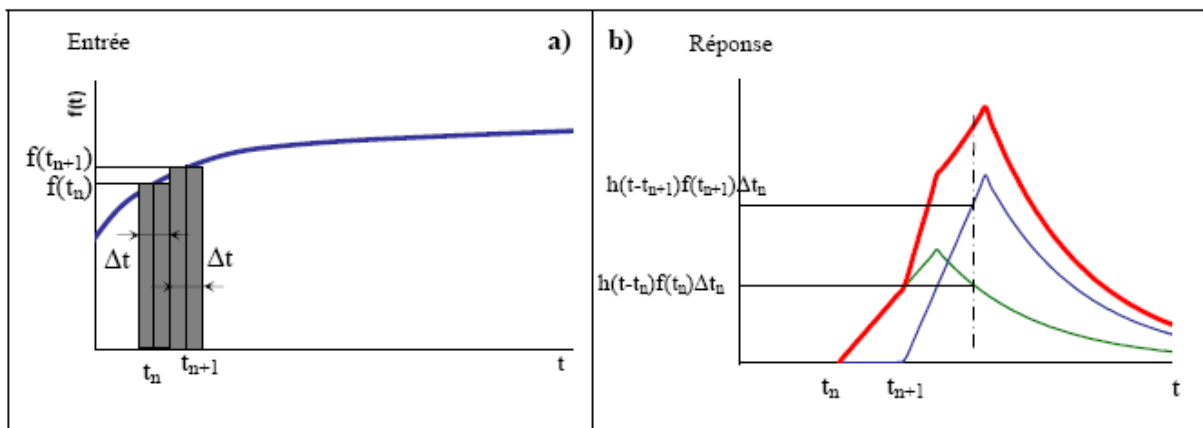 Entrée
a)
f(t)
f(tₙ₊₁)
f(tₙ)
Δt
Δt
tₙ
tₙ₊₁
t
b)
Réponse
h(t-tₙ₊₁)f(tₙ₊₁)Δtₙ
h(t-tₙ)f(tₙ)Δtₙ
tₙ
tₙ₊₁
t